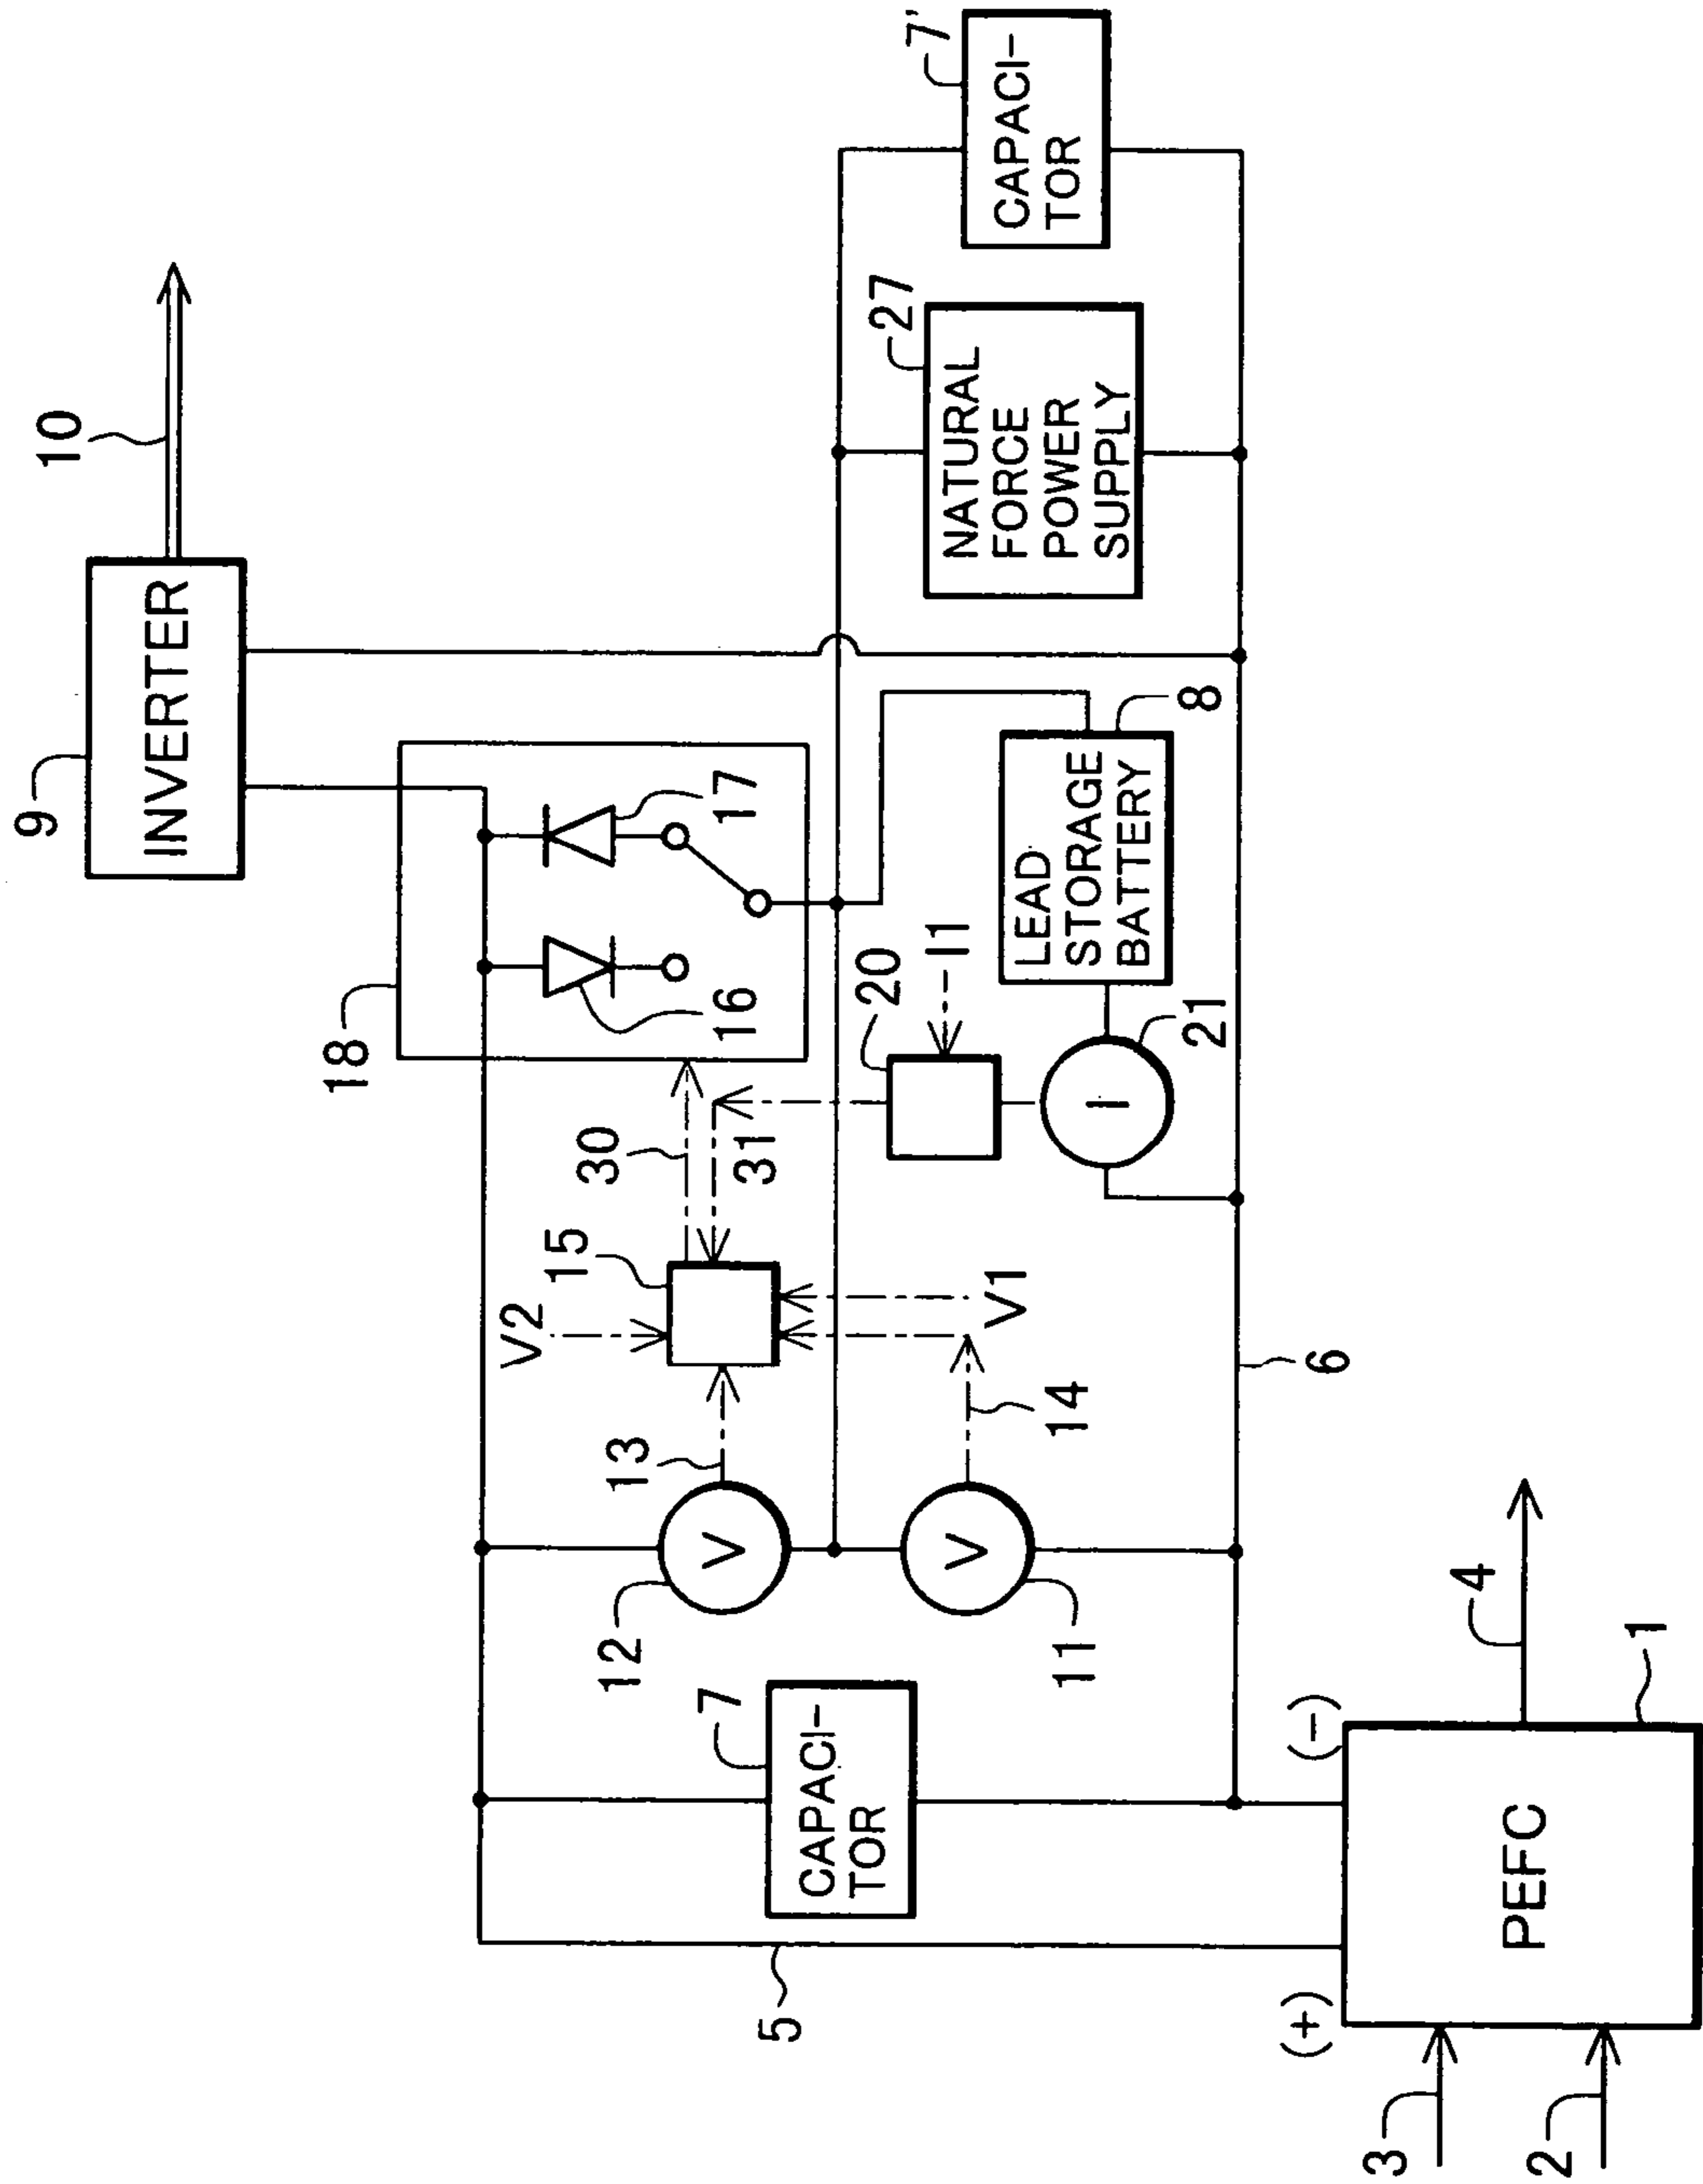 9
10
INVERTER
18
V2
15
30
12
13
7
V
16
17
31
5
CAPACI-
TOR
20
27
7'
I1
V
NATURAL
FORCE
POWER
SUPPLY
CAPACI-
TOR
V1
LEAD
STORAGE
BATTERY
11
14
I
21
8
(+)
(-)
6
3
4
PEFC
2
1